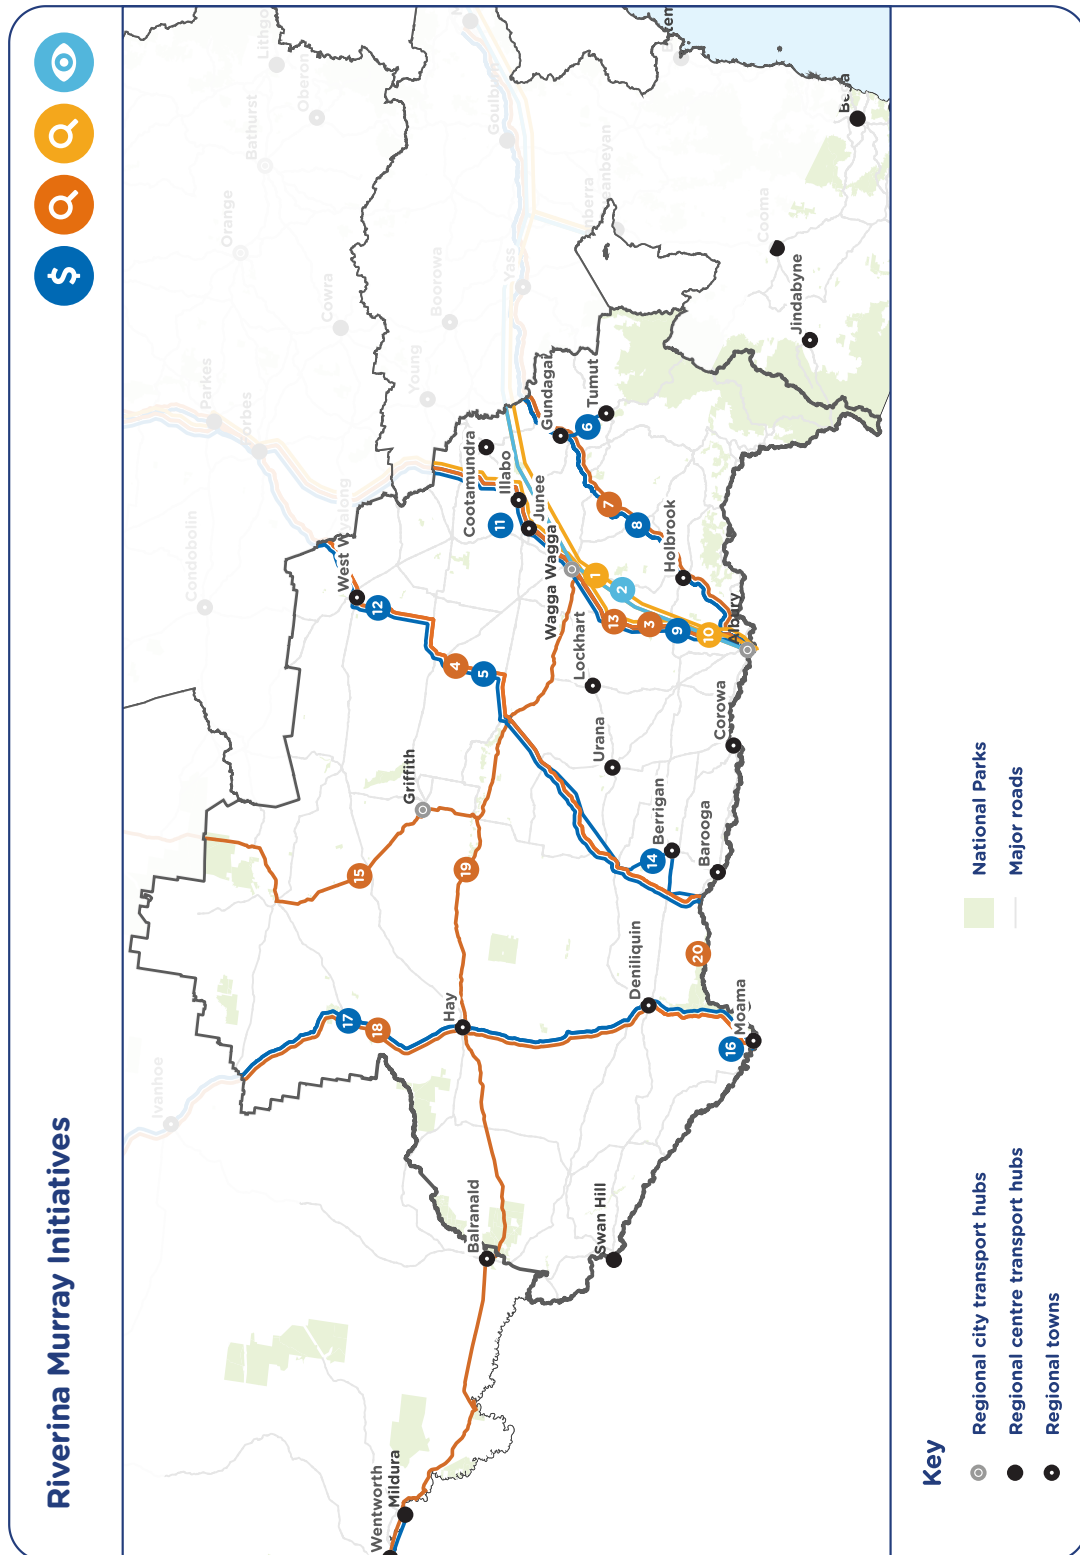 Riverina Murray Initiatives
$
Lithgo
Oberon
Bathurst
Orange
Cowra
Parkes
Forbes
Condobolin
Boorowa
Young
Goulburn
Yass
nberra
eanbeyan
Cooma
Jindabyne
Tumut
Gundagai
6
Cootamundra
Illabo
Junee
11
7
8
Holbrook
Wagga Wagga
1
2
13
3
9
10
Albury
West Wyalong
12
4
5
Lockhart
Urana
Corowa
Griffith
Berrigan
14
Barooga
15
19
20
Deniliquin
Moama
16
Hay
17
18
Ivanhoe
Balranald
Swan Hill
Wentworth
Mildura
Key
Regional city transport hubs
Regional centre transport hubs
Regional towns
National Parks
Major roads